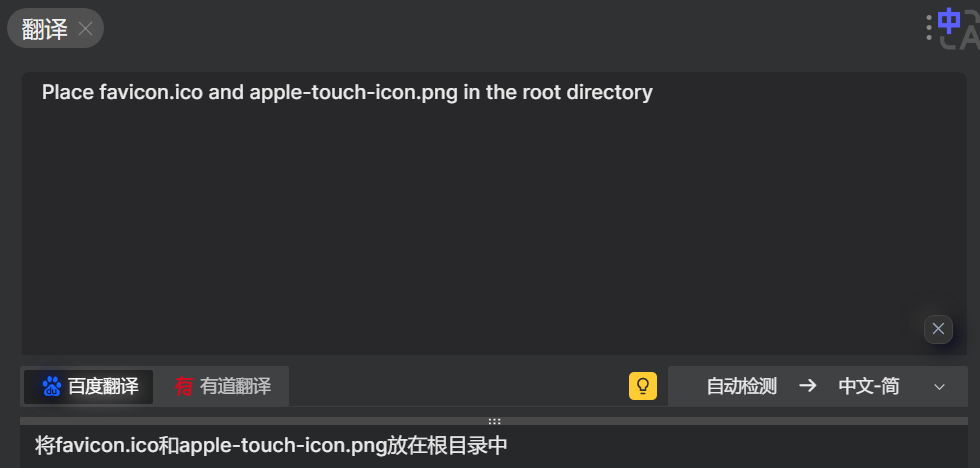 翻译
中A
Place favicon.ico and apple-touch-icon.png in the root directory
du 百度翻译 有 有道翻译 自动检测 → 中文-简
将favicon.ico和apple-touch-icon.png放在根目录中